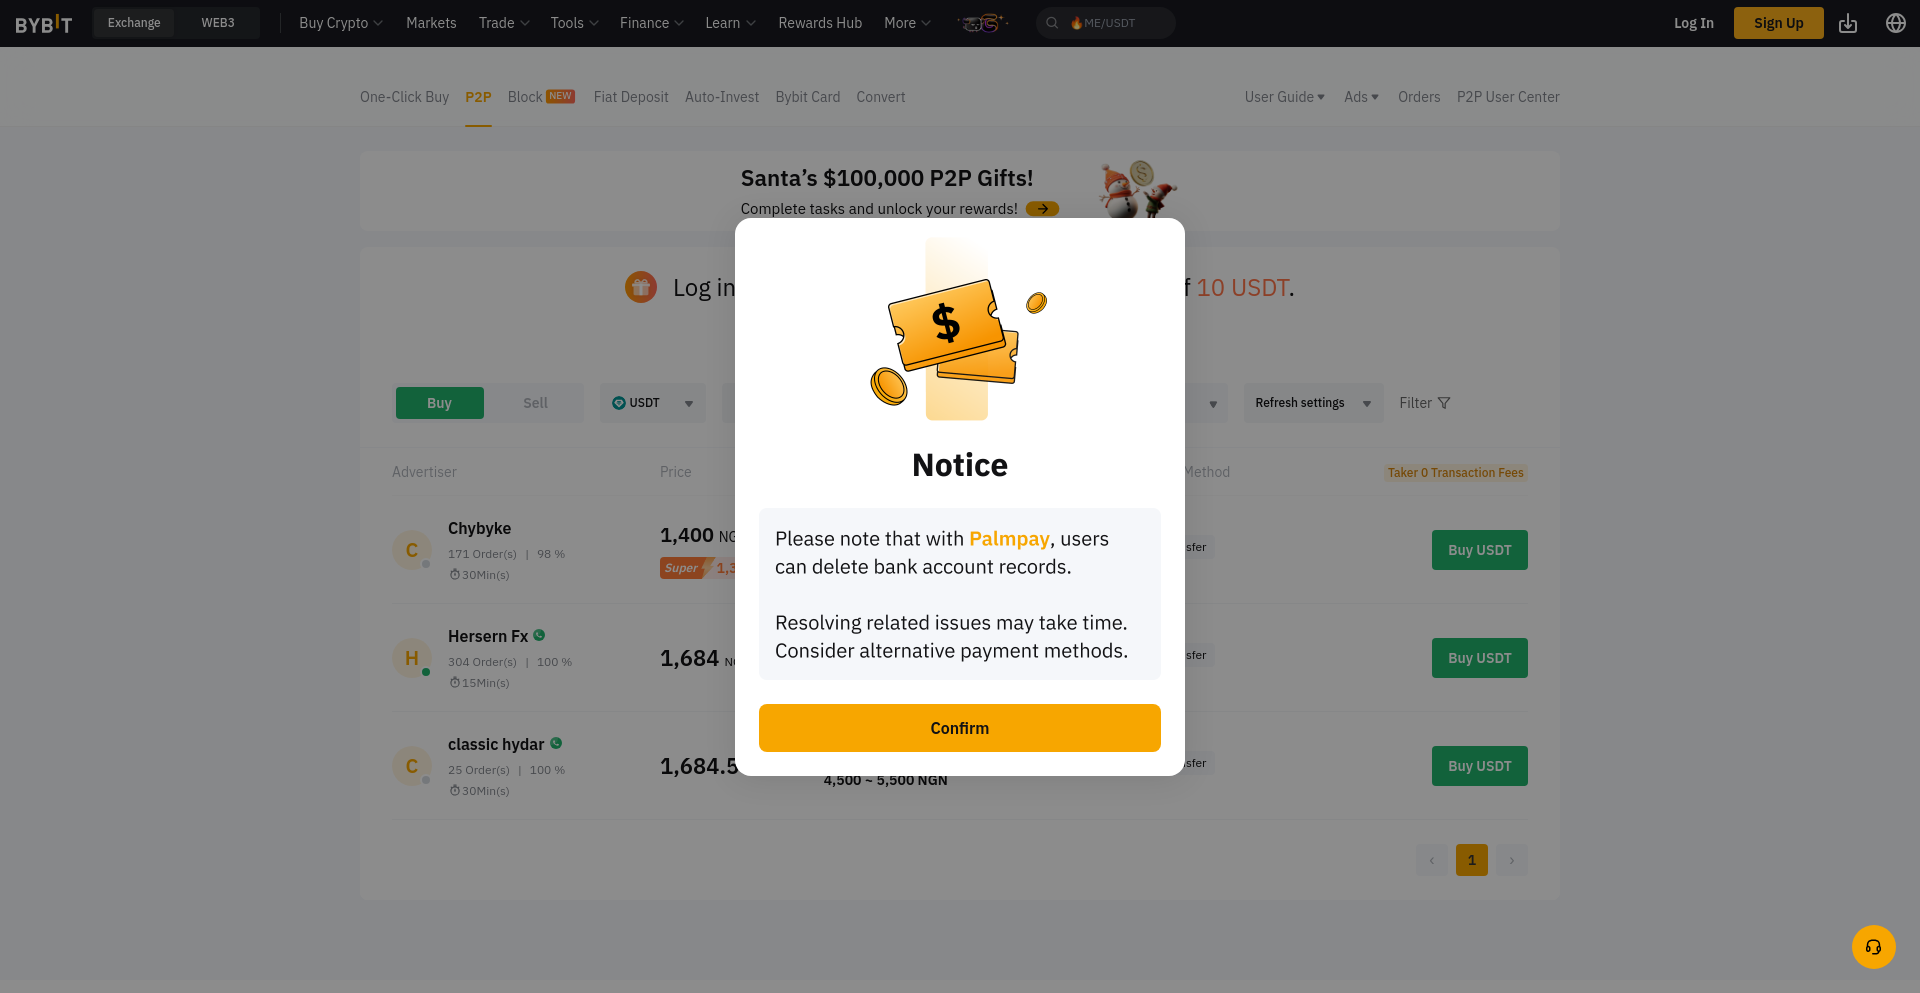 BYBIT Exchange WEB3 Buy Crypto Markets Trade Tools Finance Learn Rewards Hub More ME/USDT Log In Sign Up
One-Click Buy P2P Block NEW Fiat Deposit Auto-Invest Bybit Card Convert User Guide Ads Orders P2P User Center
Santa’s $100,000 P2P Gifts!
Complete tasks and unlock your rewards!
Log in 10 USDT.
Buy Sell USDT Refresh settings Filter
Advertiser Price Method Taker 0 Transaction Fees
Chybyke
171 Order(s) | 98 %
30Min(s)
1,400
Super
Buy USDT
Hersern Fx
304 Order(s) | 100 %
15Min(s)
1,684
Buy USDT
classic hydar
25 Order(s) | 100 %
30Min(s)
1,684.5
4,500 ~ 5,500 NGN
Buy USDT
‹ 1 ›
$
Notice
Please note that with Palmpay, users
can delete bank account records.
Resolving related issues may take time.
Consider alternative payment methods.
Confirm